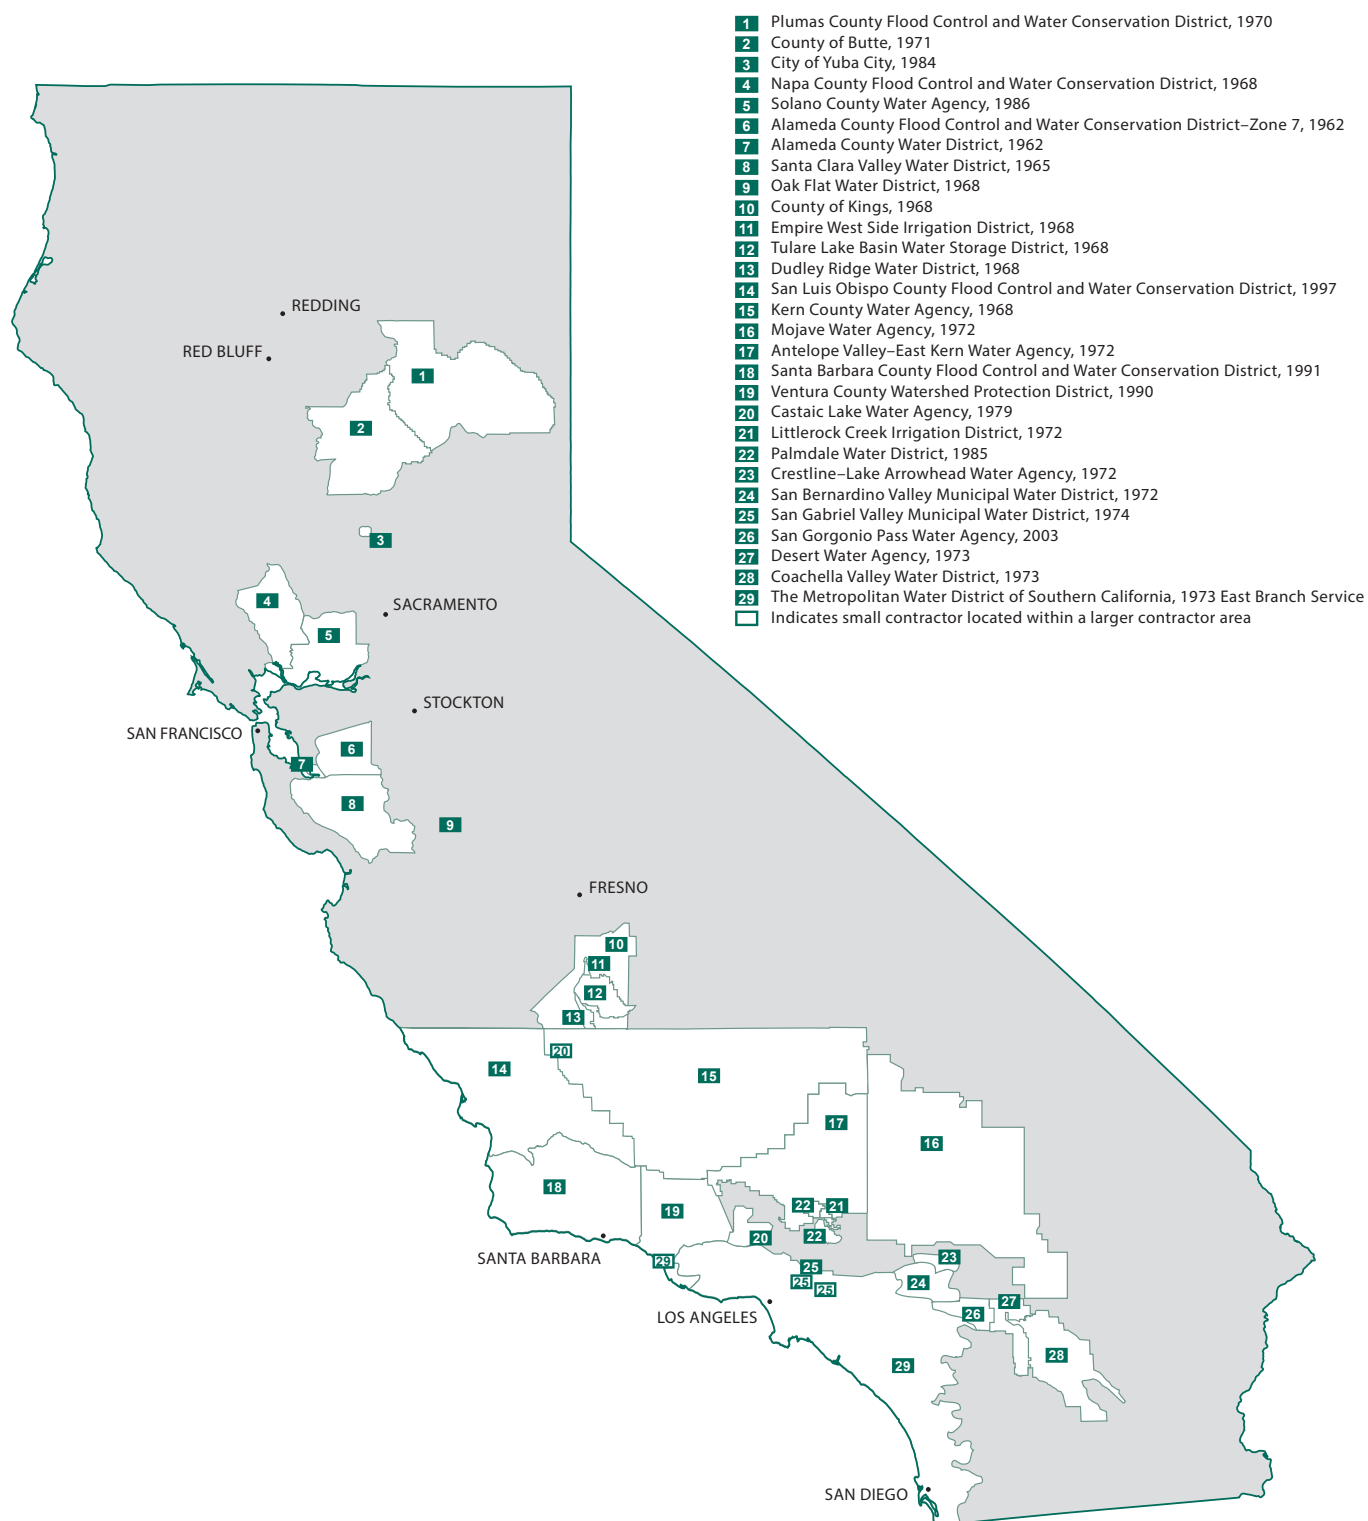 1 Plumas County Flood Control and Water Conservation District, 1970
2 County of Butte, 1971
3 City of Yuba City, 1984
4 Napa County Flood Control and Water Conservation District, 1968
5 Solano County Water Agency, 1986
6 Alameda County Flood Control and Water Conservation District–Zone 7, 1962
7 Alameda County Water District, 1962
8 Santa Clara Valley Water District, 1965
9 Oak Flat Water District, 1968
10 County of Kings, 1968
11 Empire West Side Irrigation District, 1968
12 Tulare Lake Basin Water Storage District, 1968
13 Dudley Ridge Water District, 1968
14 San Luis Obispo County Flood Control and Water Conservation District, 1997
15 Kern County Water Agency, 1968
16 Mojave Water Agency, 1972
17 Antelope Valley–East Kern Water Agency, 1972
18 Santa Barbara County Flood Control and Water Conservation District, 1991
19 Ventura County Watershed Protection District, 1990
20 Castaic Lake Water Agency, 1979
21 Littlerock Creek Irrigation District, 1972
22 Palmdale Water District, 1985
23 Crestline–Lake Arrowhead Water Agency, 1972
24 San Bernardino Valley Municipal Water District, 1972
25 San Gabriel Valley Municipal Water District, 1974
26 San Gorgonio Pass Water Agency, 2003
27 Desert Water Agency, 1973
28 Coachella Valley Water District, 1973
29 The Metropolitan Water District of Southern California, 1973 East Branch Service
Indicates small contractor located within a larger contractor area
REDDING
RED BLUFF
1
2
3
4
SACRAMENTO
5
STOCKTON
SAN FRANCISCO
6
7
8
9
FRESNO
10
11
12
13
20
14
15
17
16
18
22
21
19
22
20
SANTA BARBARA
23
29
25
25
24
25
27
LOS ANGELES
26
28
29
SAN DIEGO